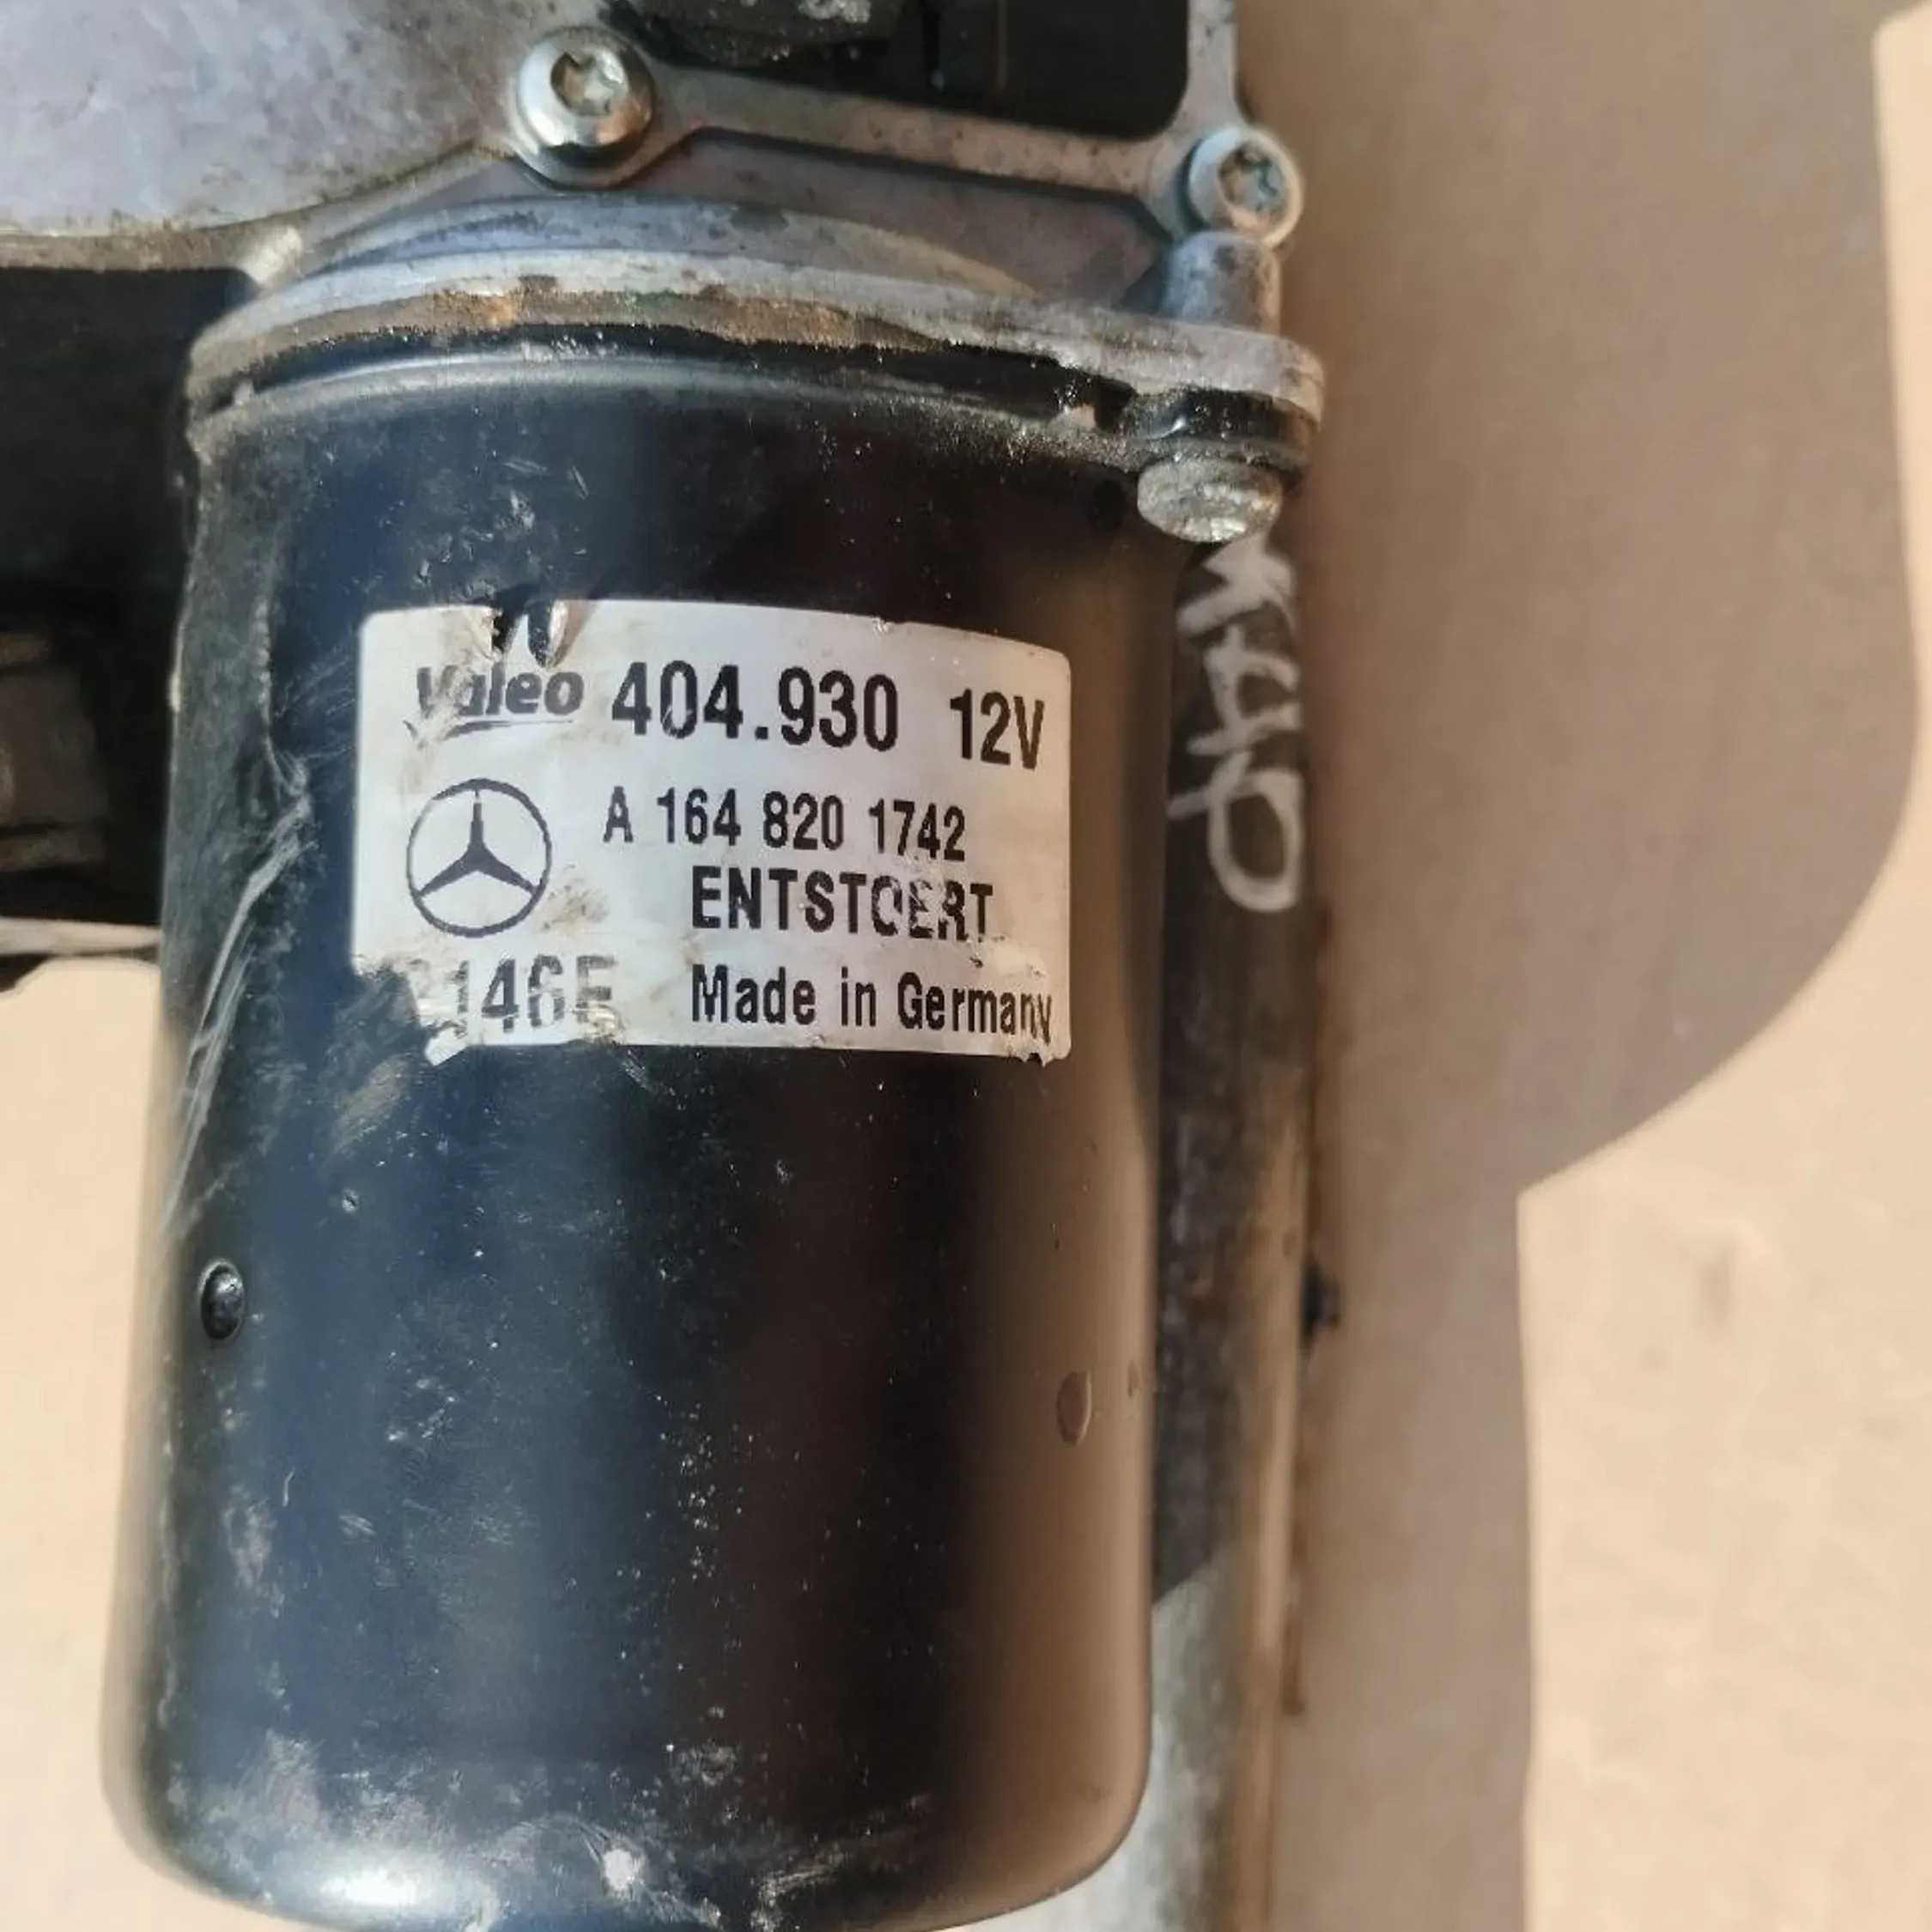 Valeo 404.930 12V
A 164 820 1742
ENTSTOERT
146E Made in Germany